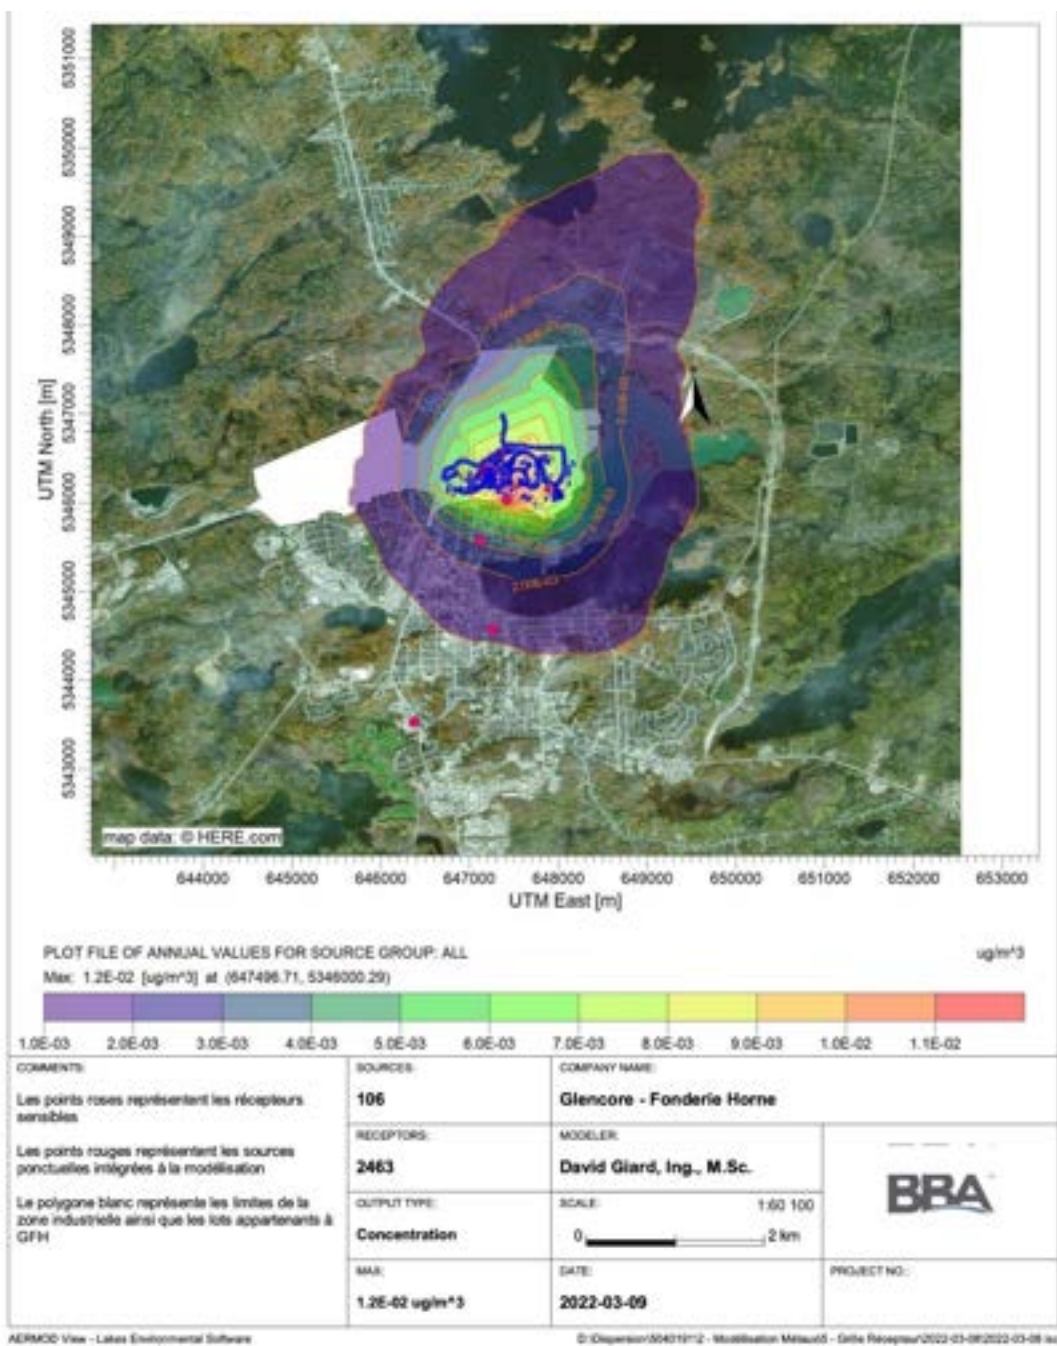 5351000
5350000
5349000
5348000
5347000
5346000
5345000
5344000
5343000
UTM North [m]
2.00E-03
map data: © HERE.com
644000 645000 646000 647000 648000 649000 650000 651000 652000 653000
UTM East [m]
PLOT FILE OF ANNUAL VALUES FOR SOURCE GROUP: ALL ug/m^3
Max: 1.2E-02 [ug/m^3] at (647496.71, 5346000.29)
1.0E-03 2.0E-03 3.0E-03 4.0E-03 5.0E-03 6.0E-03 7.0E-03 8.0E-03 9.0E-03 1.0E-02 1.1E-02
COMMENTS:
Les points roses représentent les récepteurs
sensibles
Les points rouges représentent les sources
ponctuelles intégrées à la modélisation
Le polygone blanc représente les limites de la
zone industrielle ainsi que les lots appartenants à
GFH
SOURCES:
106
COMPANY NAME:
Glencore - Fonderie Horne
RECEPTORS:
2463
MODELER:
David Giard, Ing., M.Sc.
OUTPUT TYPE:
Concentration
SCALE: 1:60 100
0 2 km
BBA
MAX:
1.2E-02 ug/m^3
DATE:
2022-03-09
PROJECT NO.:
AERMOD View - Lakes Environmental Software